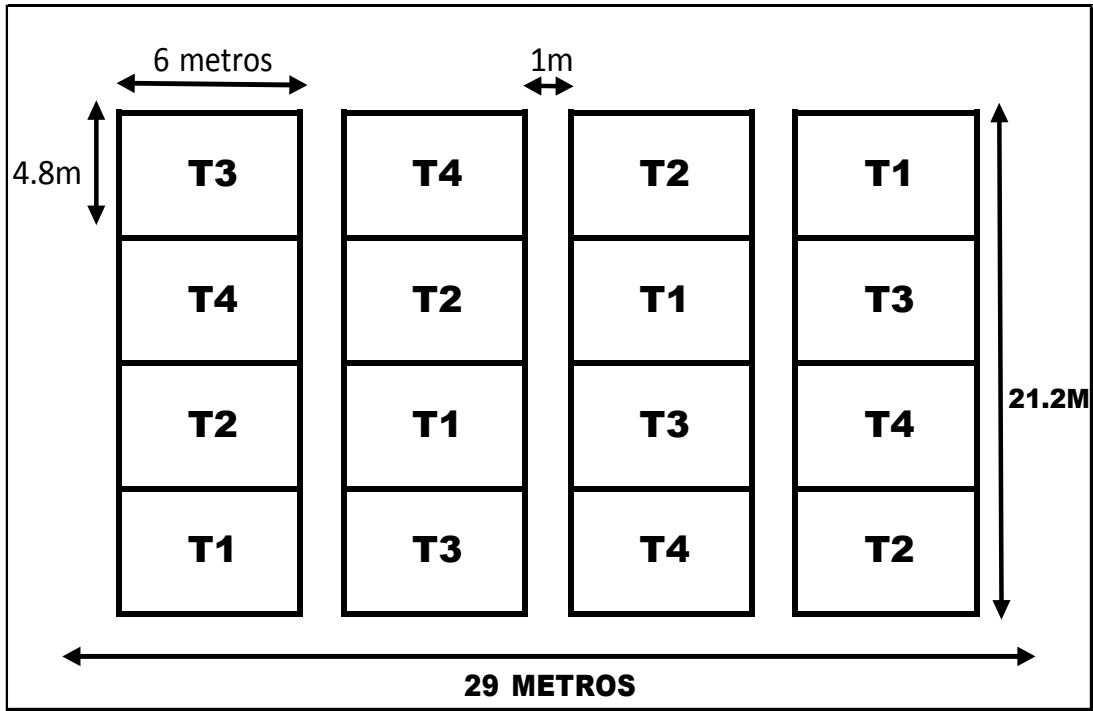 6 metros 1m
4.8m T3 T4 T2 T1
T4 T2 T1 T3
21.2M
T2 T1 T3 T4
T1 T3 T4 T2
29 METROS